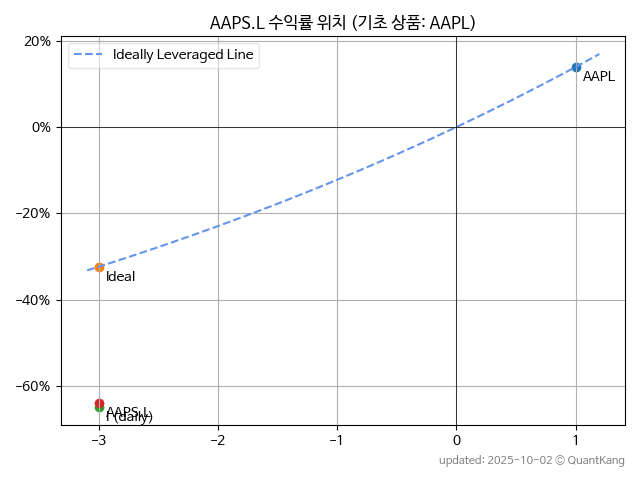 AAPS.L 수익률 위치 (기초 상품: AAPL)
20%
Ideally Leveraged Line
AAPL
0%
−20%
Ideal
−40%
−60%
AAPS.L
(daily)
−3
−2
−1
0
1
updated: 2025-10-02 © QuantKang